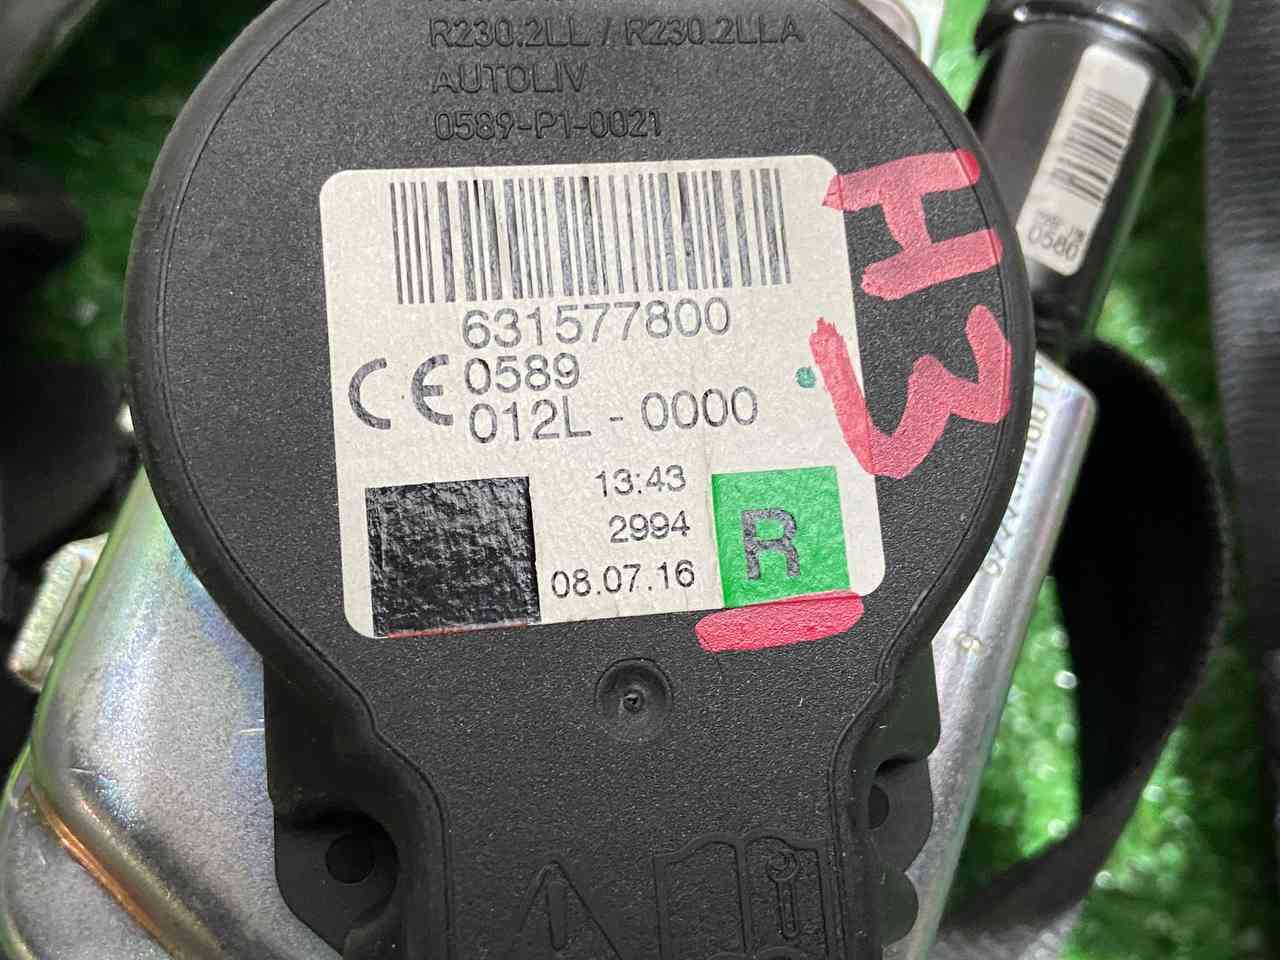 R230.2LL / R230.2LLA
AUTOLIV
0589-P1-0021
631577800
CE 0589
012L - 0000
13:43
2994
08.07.16
R
H3
0580